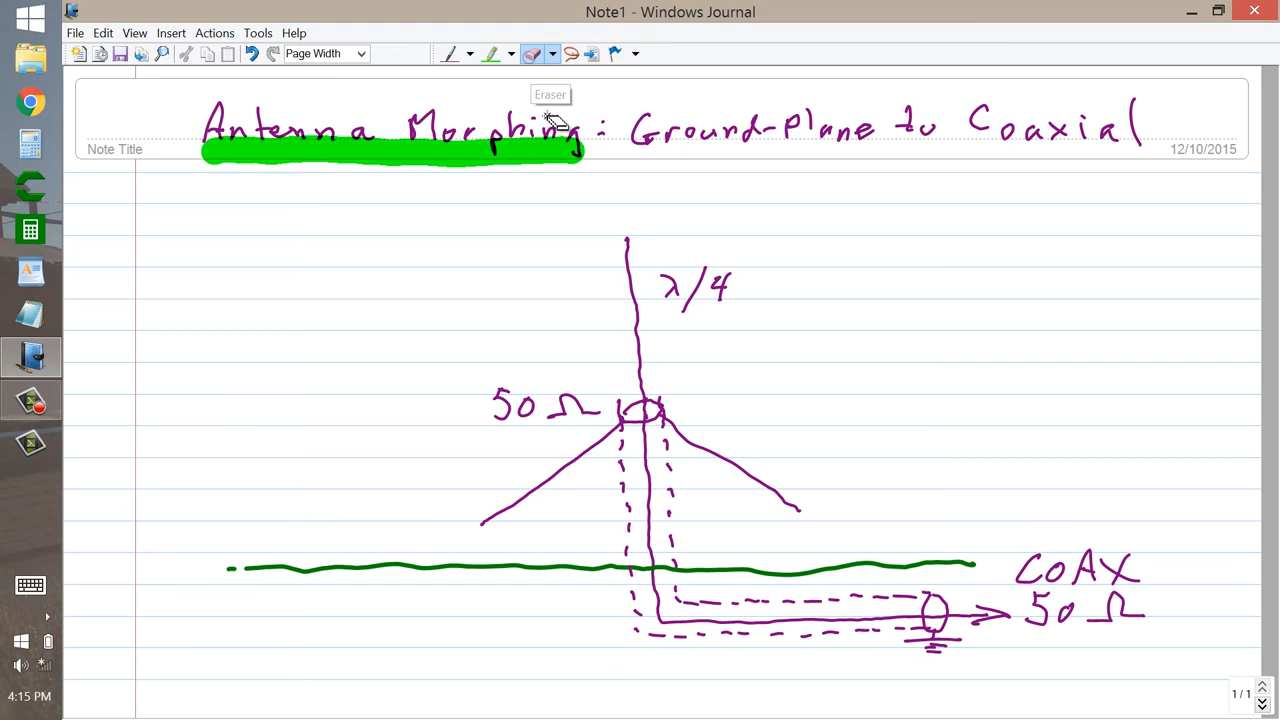 Note1 - Windows Journal
File Edit View Insert Actions Tools Help
Page Width
Eraser
Antenna Morphing: Ground-Plane to Coaxial
Note Title
12/10/2015
λ/4
50 Ω
COAX
50 Ω
1/1
4:15 PM